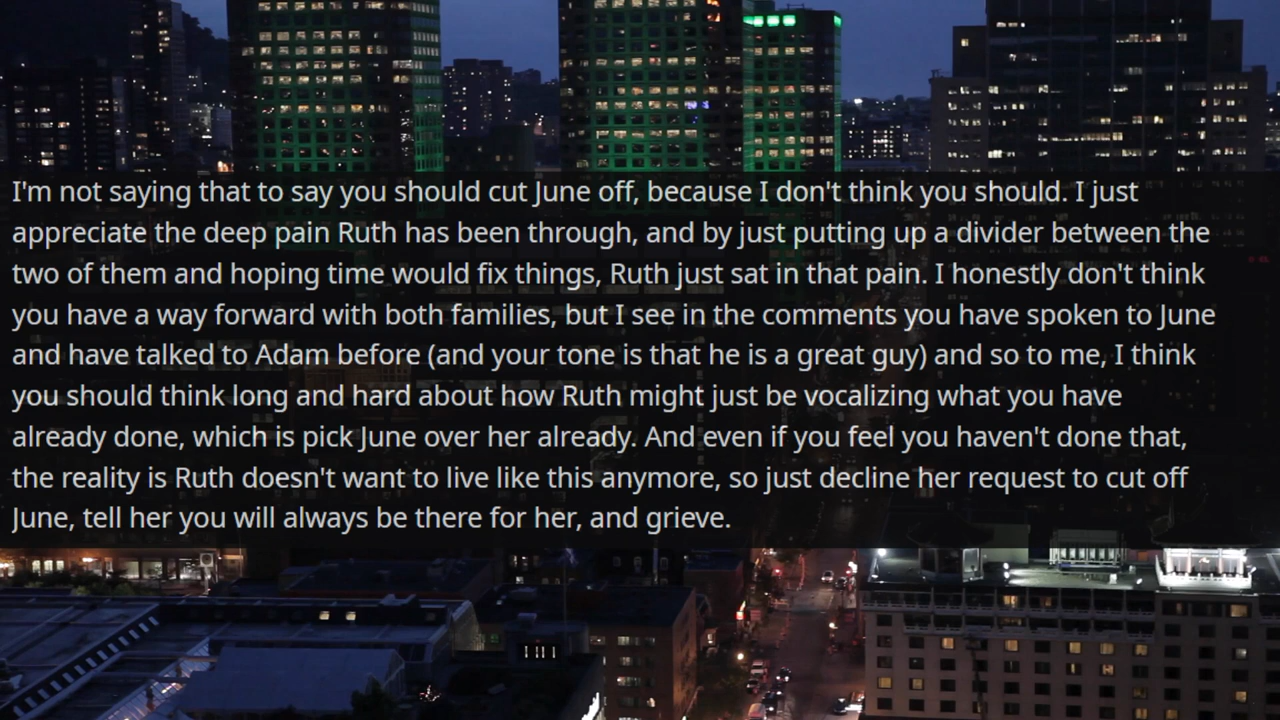 I'm not saying that to say you should cut June off, because I don't think you should. I just
appreciate the deep pain Ruth has been through, and by just putting up a divider between the
two of them and hoping time would fix things, Ruth just sat in that pain. I honestly don't think
you have a way forward with both families, but I see in the comments you have spoken to June
and have talked to Adam before (and your tone is that he is a great guy) and so to me, I think
you should think long and hard about how Ruth might just be vocalizing what you have
already done, which is pick June over her already. And even if you feel you haven't done that,
the reality is Ruth doesn't want to live like this anymore, so just decline her request to cut off
June, tell her you will always be there for her, and grieve.